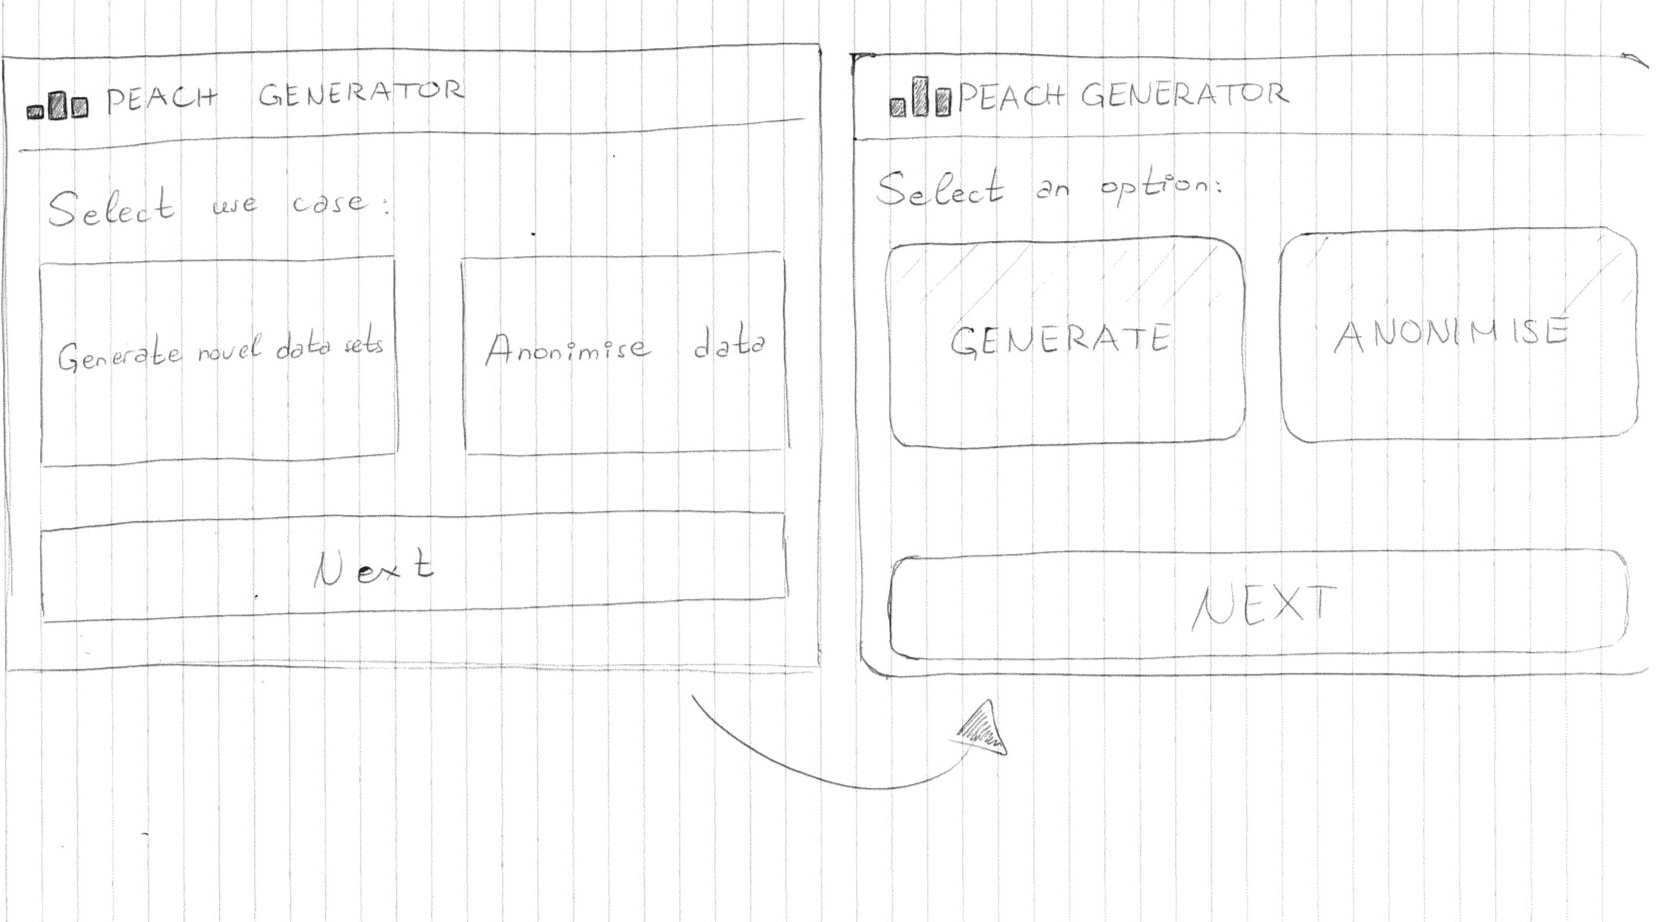 PEACH GENERATOR
Select use case:
Generate novel data sets
Anonimise data
Next
PEACH GENERATOR
Select an option:
GENERATE
ANONIMISE
NEXT